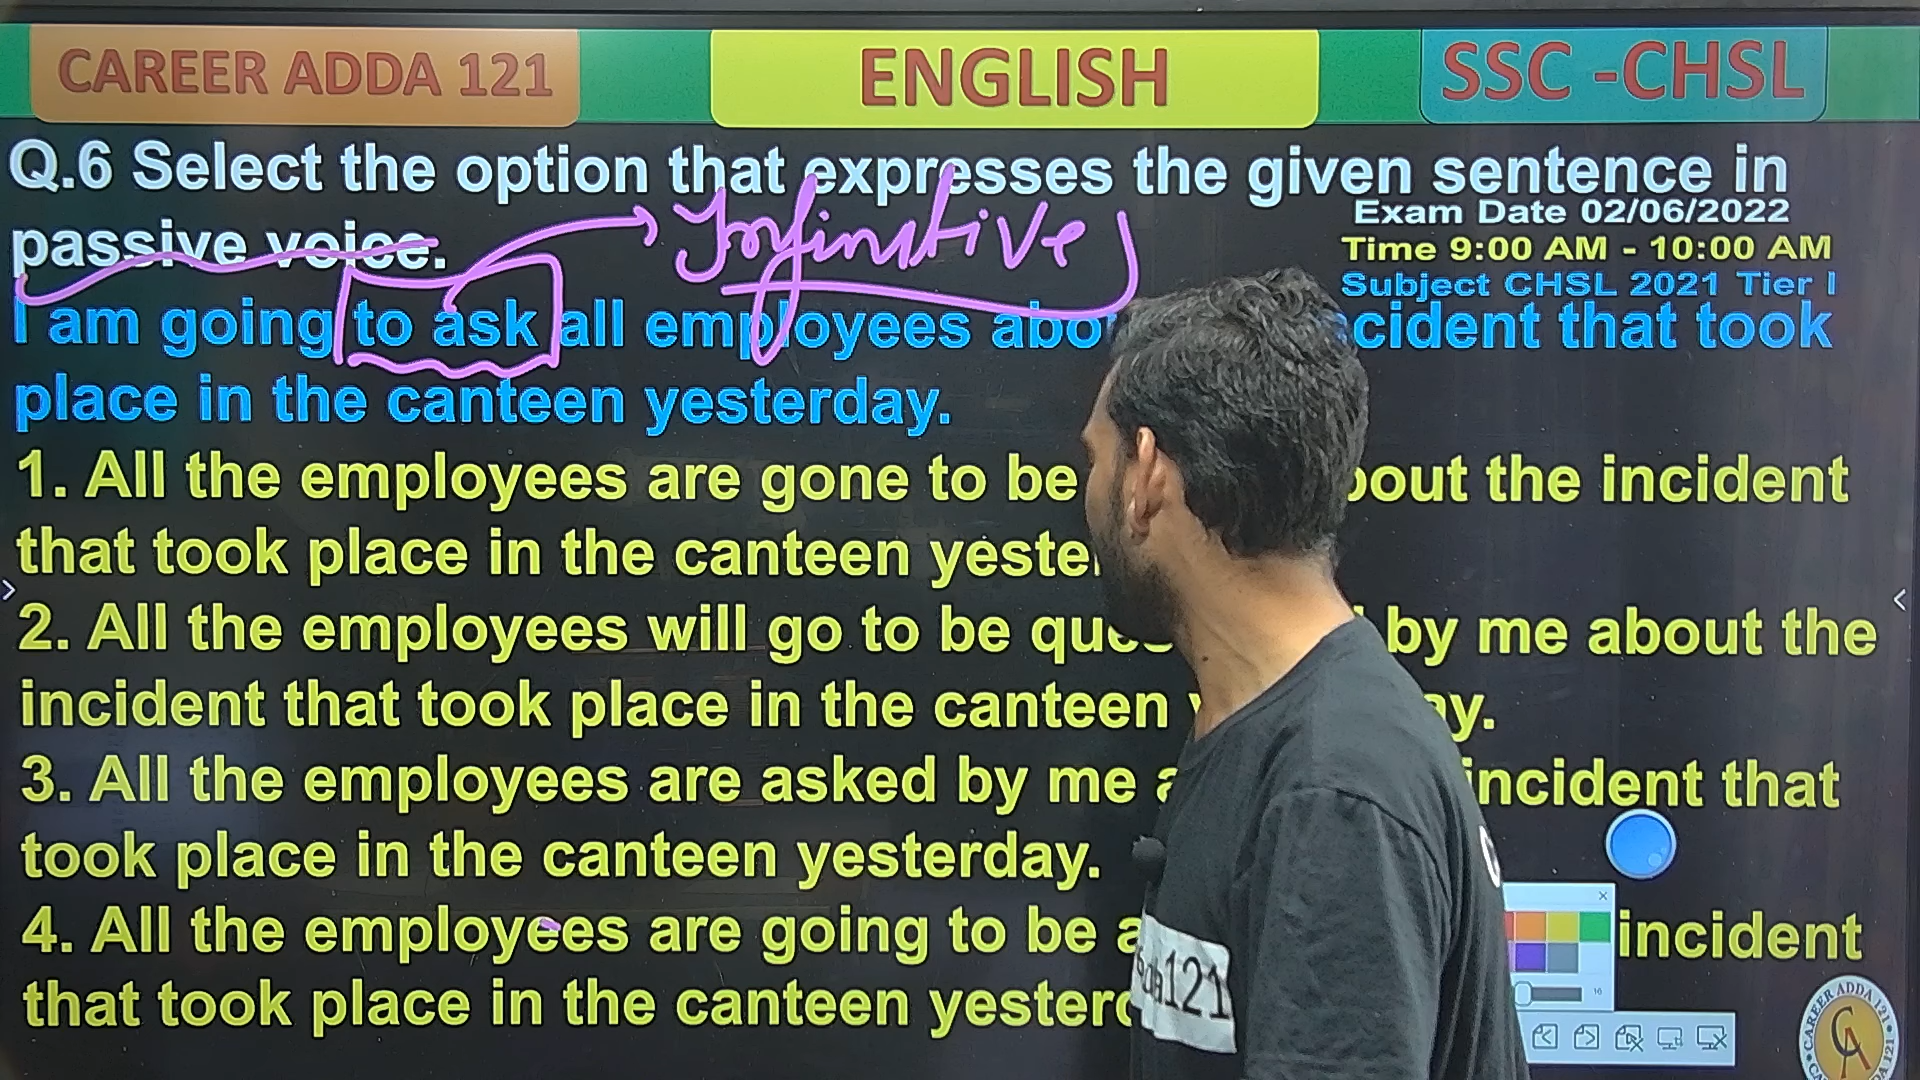 CAREER ADDA 121
ENGLISH
SSC -CHSL
Q.6 Select the option that expresses the given sentence in
passive voice.
Infinitive
Exam Date 02/06/2022
Time 9:00 AM - 10:00 AM
Subject CHSL 2021 Tier I
I am going to ask all employees cident that took
place in the canteen yesterday.
1. All the employees are gone to be the incident
that took place in the canteen
2. All the employees will go to be by me about the
incident that took place in the canteen
3. All the employees are asked by me incident that
took place in the canteen yesterday.
4. All the employees are going to be incident
that took place in the canteen
121
16
CAREER ADDA 121
CA